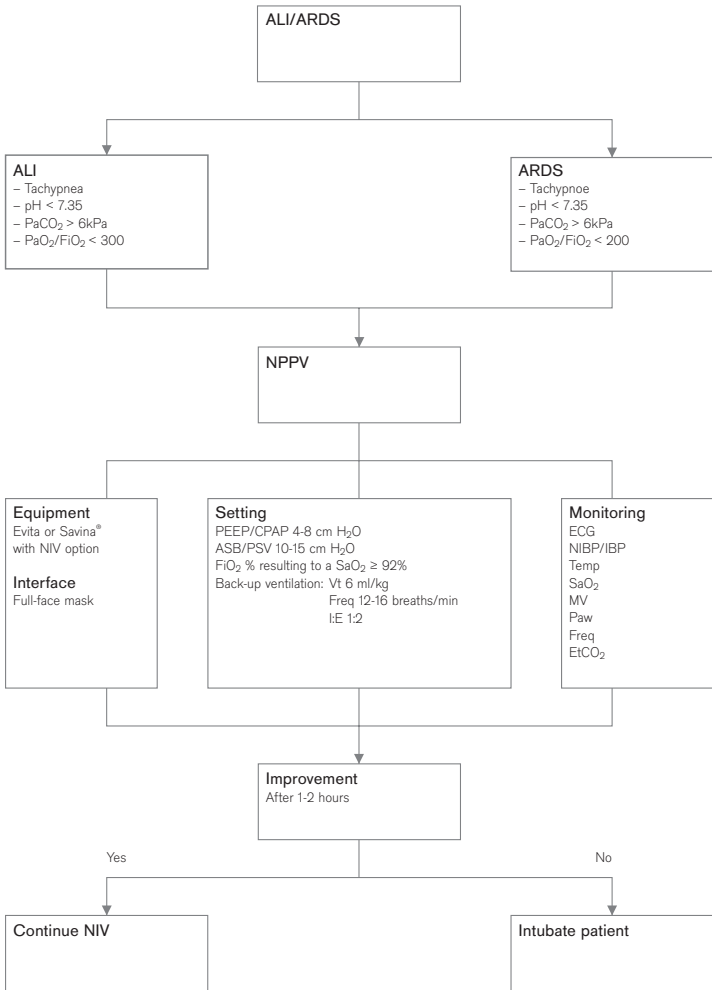 ALI/ARDS
ALI
– Tachypnea
– pH < 7.35
– PaCO₂ > 6kPa
– PaO₂/FiO₂ < 300
ARDS
– Tachypnoe
– pH < 7.35
– PaCO₂ > 6kPa
– PaO₂/FiO₂ < 200
NPPV
Equipment
Evita or Savina®
with NIV option
Interface
Full-face mask
Setting
PEEP/CPAP 4-8 cm H₂O
ASB/PSV 10-15 cm H₂O
FiO₂ % resulting to a SaO₂ ≥ 92%
Back-up ventilation: Vt 6 ml/kg
Freq 12-16 breaths/min
I:E 1:2
Monitoring
ECG
NIBP/IBP
Temp
SaO₂
MV
Paw
Freq
EtCO₂
Improvement
After 1-2 hours
Yes
No
Continue NIV
Intubate patient